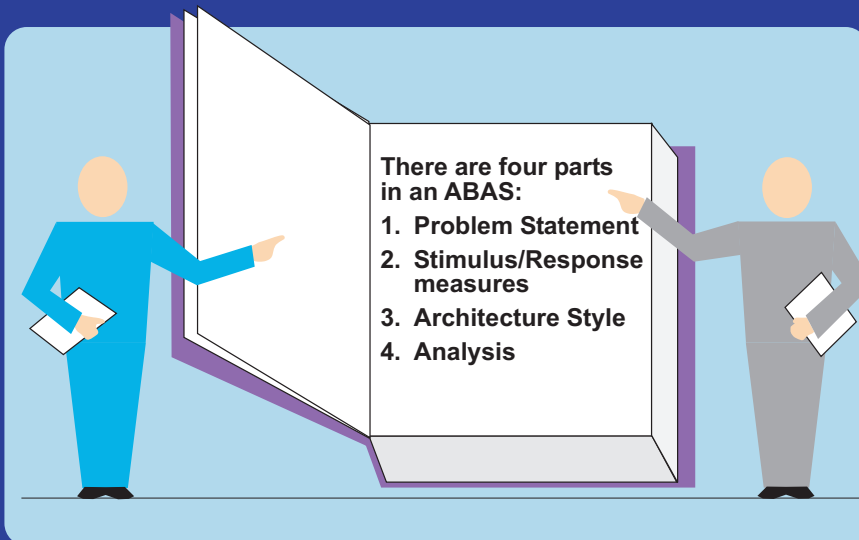 There are four parts
in an ABAS:
1. Problem Statement
2. Stimulus/Response
measures
3. Architecture Style
4. Analysis